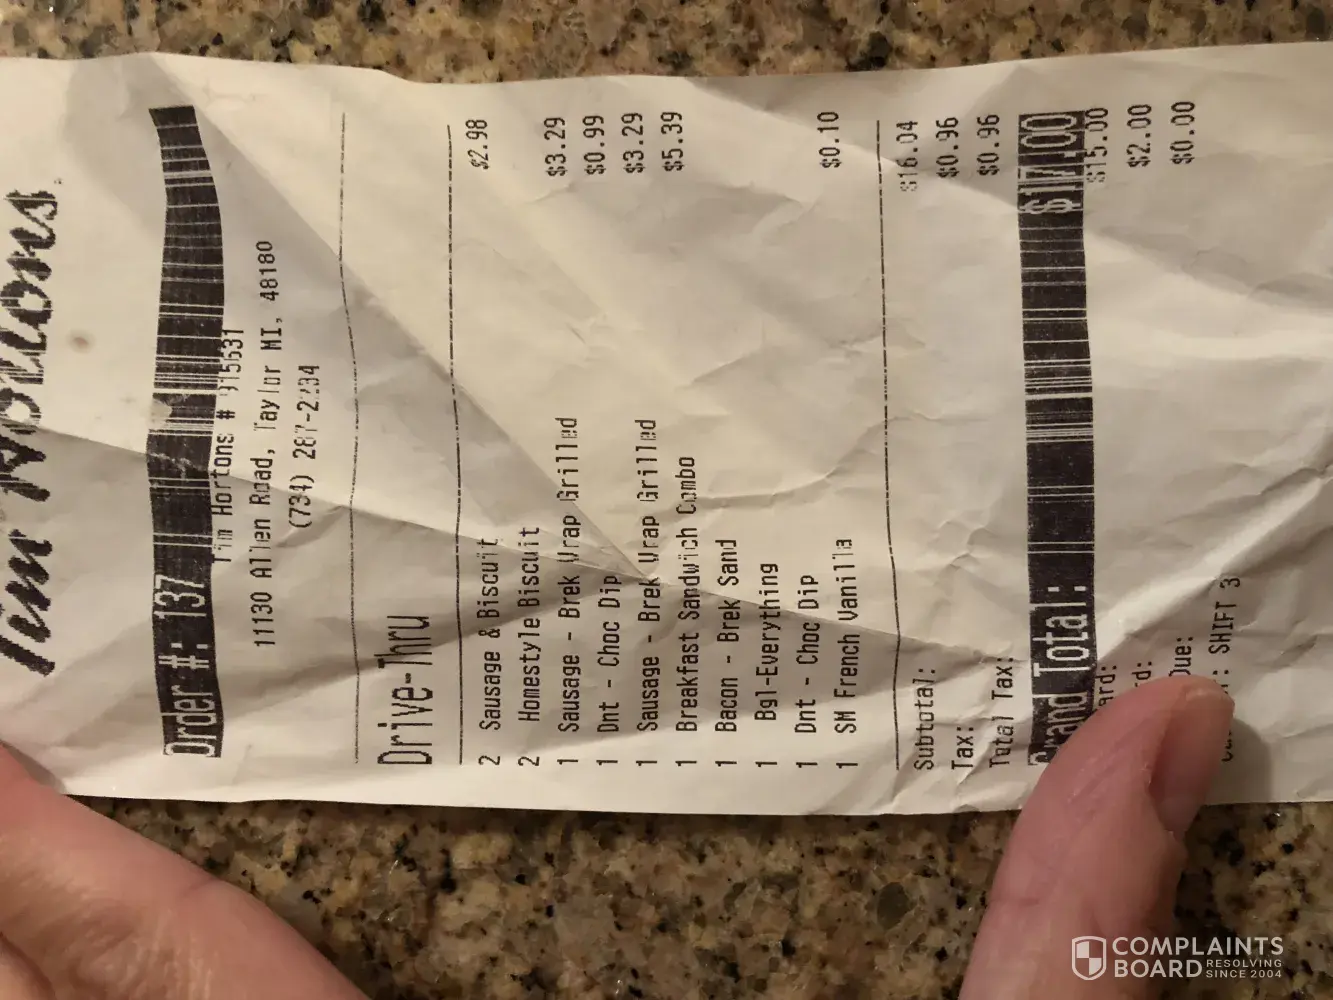 Tim Hortons
Order #: 137
Tim Hortons # 915631
11130 Allen Road, Taylor MI, 48180
(734) 287-2234
Drive-Thru
2 Sausage & Biscuit $2.98
2 Homestyle Biscuit
1 Sausage - Brek Wrap Grilled $3.29
1 Dnt - Choc Dip $0.99
1 Sausage - Brek Wrap Grilled $3.29
1 Breakfast Sandwich Combo $5.39
1 Bacon - Brek Sand
1 Bgl-Everything
1 Dnt - Choc Dip
1 SM French Vanilla $0.10
Subtotal: $16.04
Tax: $0.96
Total Tax: $0.96
Grand Total: $17.00
ard: $15.00
rd: $2.00
Due: $0.00
: SHIFT 3
COMPLAINTS
BOARD RESOLVING
SINCE 2004